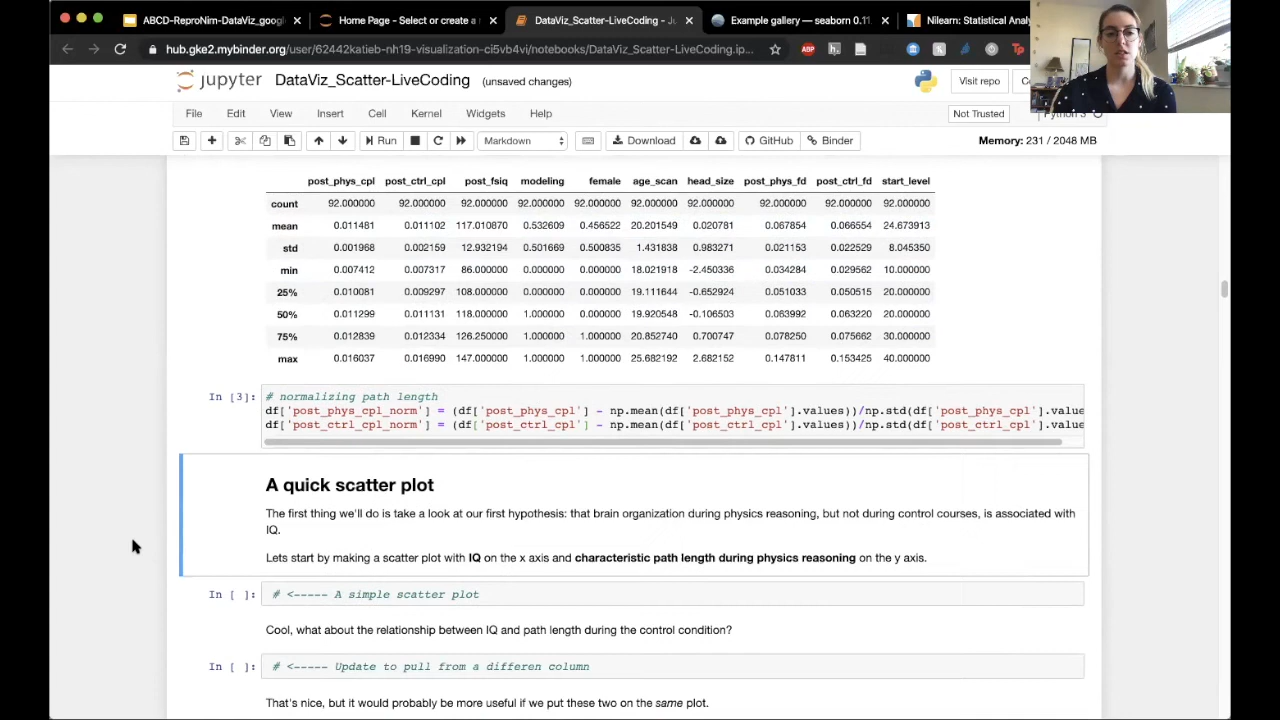 ABCD-ReproNim-DataViz_goog
Home Page - Select or create a
DataViz_Scatter-LiveCoding - Ju
Example gallery — seaborn 0.11.
Nilearn: Statistical Analy
hub.gke2.mybinder.org/user/62442katieb-nh19-visualization-ci5vb4vi/notebooks/DataViz_Scatter-LiveCoding.ip...
ABP
h.
jupyter DataViz_Scatter-LiveCoding (unsaved changes)
Visit repo
File Edit View Insert Cell Kernel Widgets Help
Not Trusted
Run Markdown Download GitHub Binder Memory: 231 / 2048 MB
post_phys_cpl post_ctrl_cpl post_fsiq modeling female age_scan head_size post_phys_fd post_ctrl_fd start_level
count 92.000000 92.000000 92.000000 92.000000 92.000000 92.000000 92.000000 92.000000 92.000000 92.000000
mean 0.011481 0.011102 117.010870 0.532609 0.456522 20.201549 0.020781 0.067854 0.066554 24.673913
std 0.001968 0.002159 12.932194 0.501669 0.500835 1.431838 0.983271 0.021153 0.022529 8.045350
min 0.007412 0.007317 86.000000 0.000000 0.000000 18.021918 -2.450336 0.034284 0.029562 10.000000
25% 0.010081 0.009297 108.000000 0.000000 0.000000 19.111644 -0.652924 0.051033 0.050515 20.000000
50% 0.011299 0.011131 118.000000 1.000000 0.000000 19.920548 -0.106503 0.063992 0.063220 20.000000
75% 0.012839 0.012334 126.250000 1.000000 1.000000 20.852740 0.700747 0.078250 0.075662 30.000000
max 0.016037 0.016990 147.000000 1.000000 1.000000 25.682192 2.682152 0.147811 0.153425 40.000000
In [3]: # normalizing path length
df['post_phys_cpl_norm'] = (df['post_phys_cpl'] - np.mean(df['post_phys_cpl'].values))/np.std(df['post_phys_cpl'].value
df['post_ctrl_cpl_norm'] = (df['post_ctrl_cpl'] - np.mean(df['post_ctrl_cpl'].values))/np.std(df['post_ctrl_cpl'].value
A quick scatter plot
The first thing we'll do is take a look at our first hypothesis: that brain organization during physics reasoning, but not during control courses, is associated with
IQ.
Lets start by making a scatter plot with IQ on the x axis and characteristic path length during physics reasoning on the y axis.
In [ ]: # <----- A simple scatter plot
Cool, what about the relationship between IQ and path length during the control condition?
In [ ]: # <----- Update to pull from a differen column
That's nice, but it would probably be more useful if we put these two on the same plot.